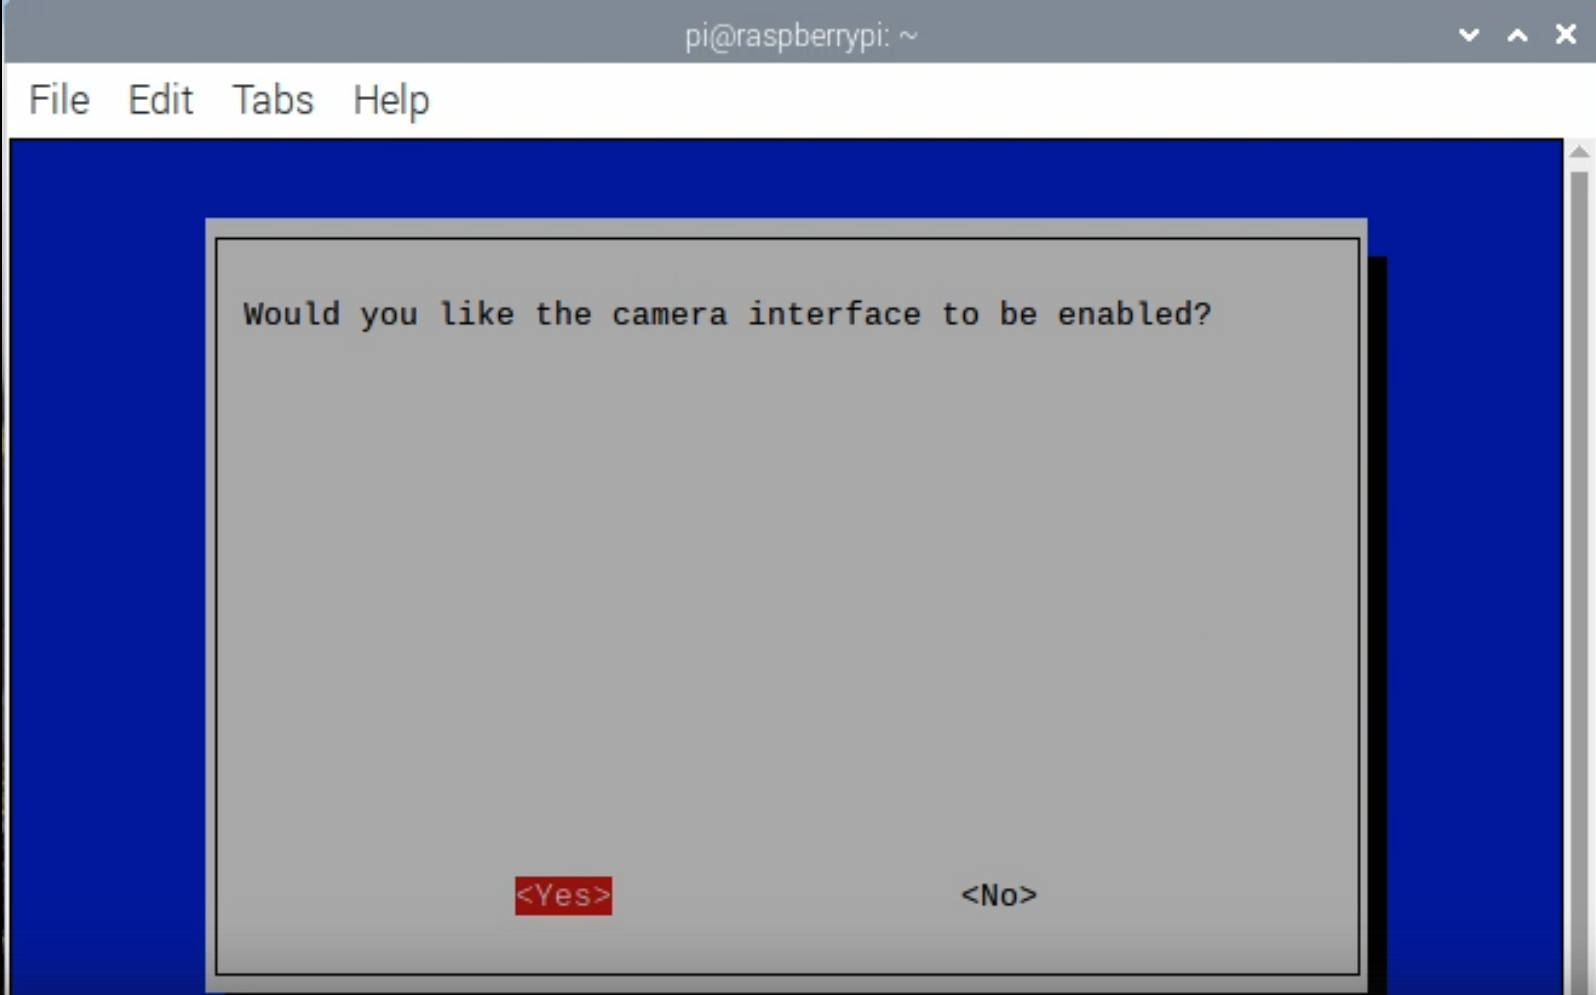 pi@raspberrypi: ~
File Edit Tabs Help
Would you like the camera interface to be enabled?
<Yes> <No>